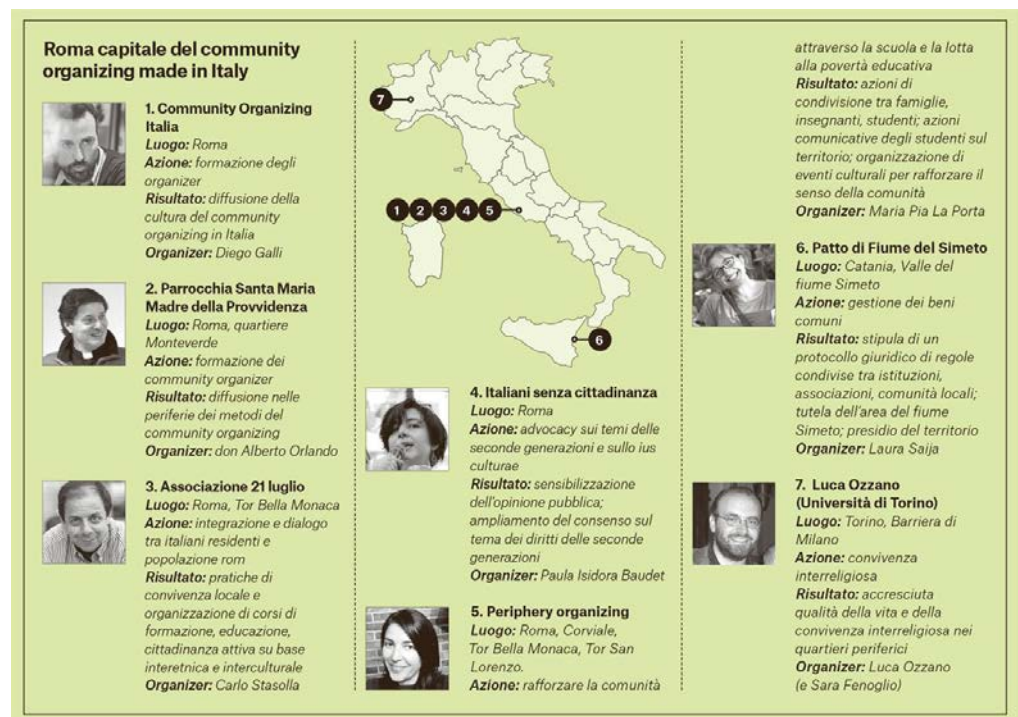 Roma capitale del community
organizing made in Italy
1. Community Organizing
Italia
Luogo: Roma
Azione: formazione degli
organizer
Risultato: diffusione della
cultura del community
organizing in Italia
Organizer: Diego Galli
2. Parrocchia Santa Maria
Madre della Provvidenza
Luogo: Roma, quartiere
Monteverde
Azione: formazione dei
community organizer
Risultato: diffusione nelle
periferie dei metodi del
community organizing
Organizer: don Alberto Orlando
3. Associazione 21 luglio
Luogo: Roma, Tor Bella Monaca
Azione: integrazione e dialogo
tra italiani residenti e
popolazione rom
Risultato: pratiche di
convivenza locale e
organizzazione di corsi di
formazione, educazione,
cittadinanza attiva su base
interetnica e interculturale
Organizer: Carlo Stasolla
7
1 2 3 4 5
6
4. Italiani senza cittadinanza
Luogo: Roma
Azione: advocacy sui temi delle
seconde generazioni e sullo ius
culturae
Risultato: sensibilizzazione
dell'opinione pubblica;
ampliamento del consenso sul
tema dei diritti delle seconde
generazioni
Organizer: Paula Isidora Baudet
5. Periphery organizing
Luogo: Roma, Corviale,
Tor Bella Monaca, Tor San
Lorenzo.
Azione: rafforzare la comunità
attraverso la scuola e la lotta
alla povertà educativa
Risultato: azioni di
condivisione tra famiglie,
insegnanti, studenti; azioni
comunicative degli studenti sul
territorio; organizzazione di
eventi culturali per rafforzare il
senso della comunità
Organizer: Maria Pia La Porta
6. Patto di Fiume del Simeto
Luogo: Catania, Valle del
fiume Simeto
Azione: gestione dei beni
comuni
Risultato: stipula di un
protocollo giuridico di regole
condivise tra istituzioni,
associazioni, comunità locali;
tutela dell'area del fiume
Simeto; presidio del territorio
Organizer: Laura Saija
7. Luca Ozzano
(Università di Torino)
Luogo: Torino, Barriera di
Milano
Azione: convivenza
interreligiosa
Risultato: accresciuta
qualità della vita e della
convivenza interreligiosa nei
quartieri periferici
Organizer: Luca Ozzano
(e Sara Fenoglio)